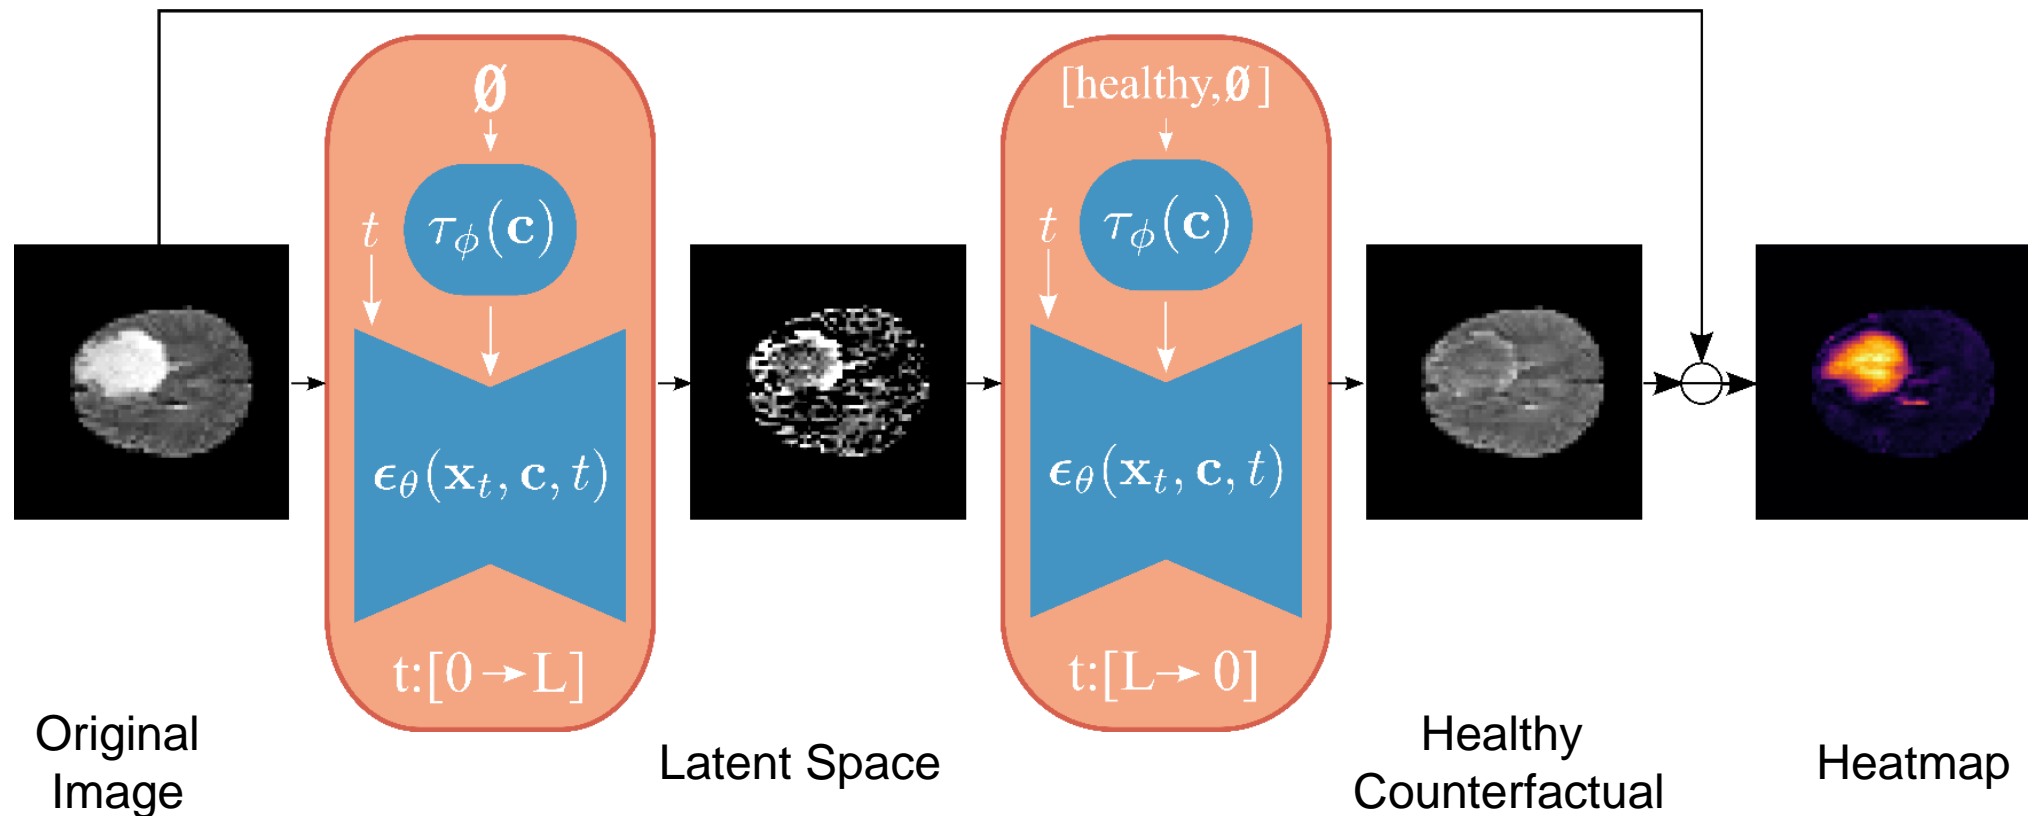 ∅
t
τ_ϕ(c)
ϵ_θ(x_t, c, t)
t:[0→L]
[healthy,∅]
t
τ_ϕ(c)
ϵ_θ(x_t, c, t)
t:[L→0]
Original
Image
Latent Space
Healthy
Counterfactual
Heatmap